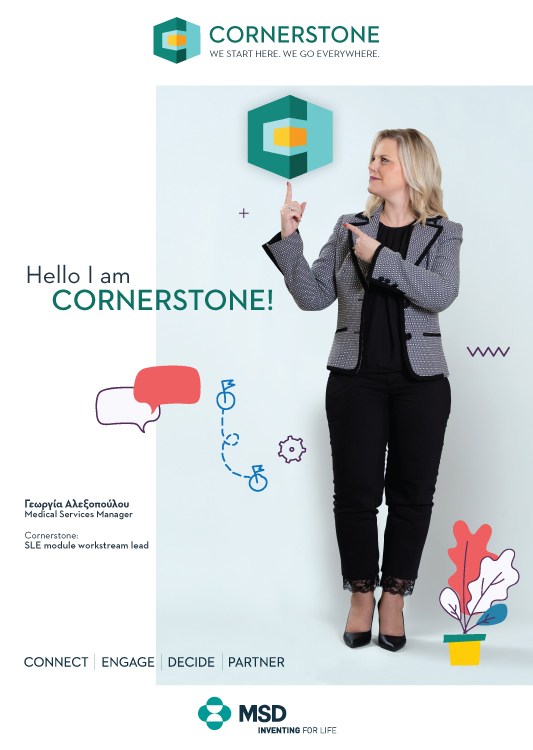 CORNERSTONE
WE START HERE. WE GO EVERYWHERE.
Hello I am
CORNERSTONE!
Γεωργία Αλεξοπούλου
Medical Services Manager
Cornerstone:
SLE module workstream lead
CONNECT | ENGAGE | DECIDE | PARTNER
MSD
INVENTING FOR LIFE